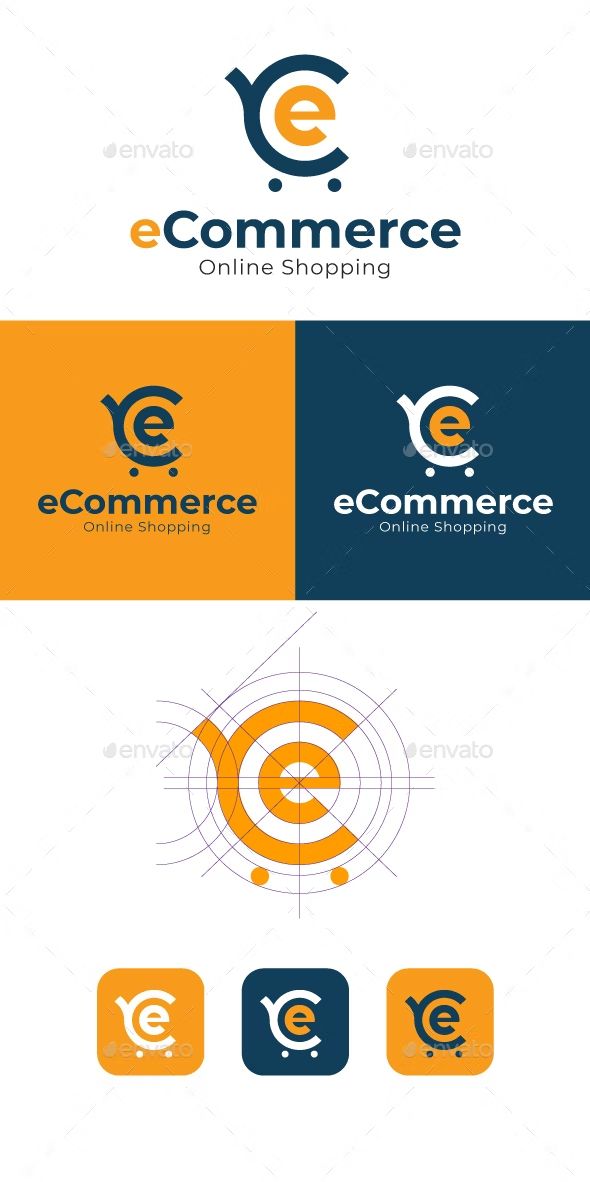 envato envato
e
eCommerce
Online Shopping
e e
envato envato
eCommerce eCommerce
Online Shopping Online Shopping
envato envato
e
e e e
envato envato